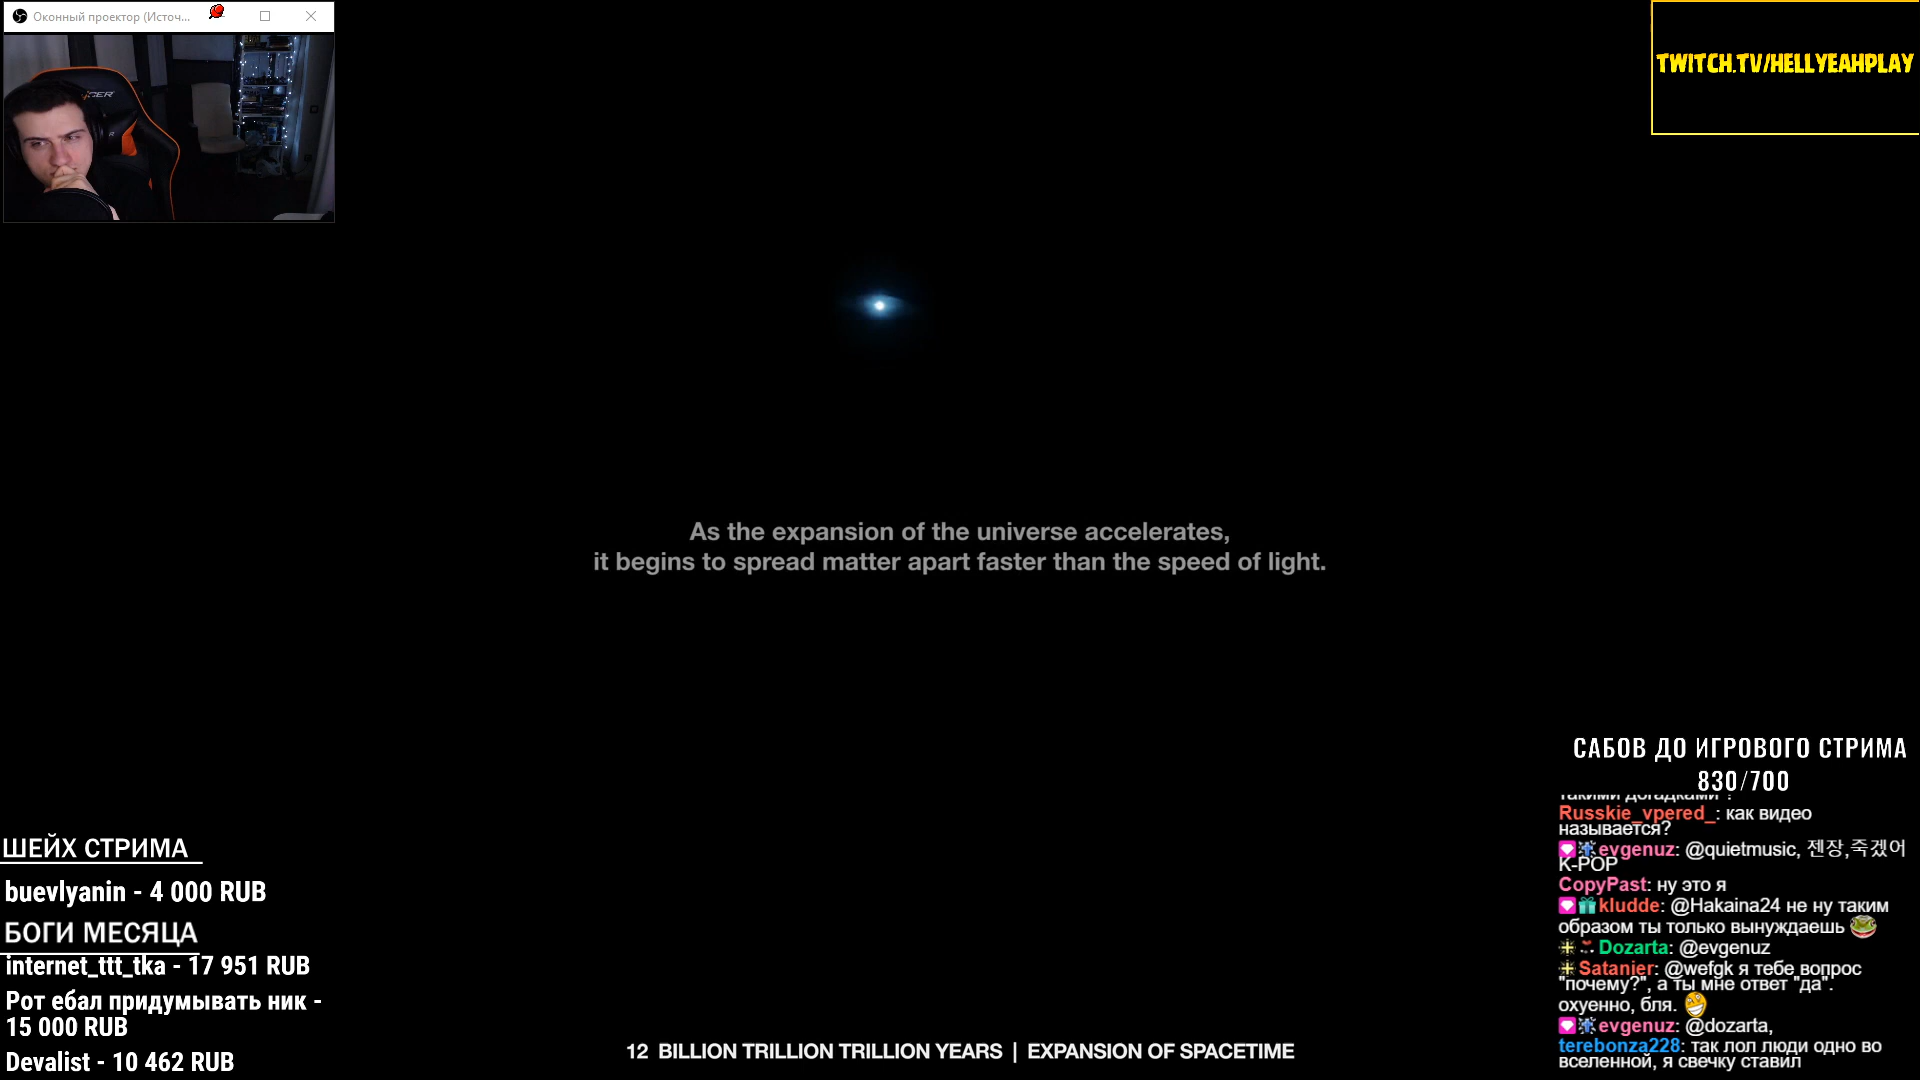 Оконный проектор (Источ...
TWITCH.TV/HELLYEAHPLAY
As the expansion of the universe accelerates,
it begins to spread matter apart faster than the speed of light.
12 BILLION TRILLION TRILLION YEARS | EXPANSION OF SPACETIME
ШЕЙХ СТРИМА
buevlyanin - 4 000 RUB
БОГИ МЕСЯЦА
internet_ttt_tka - 17 951 RUB
Рот ебал придумывать ник -
15 000 RUB
Devalist - 10 462 RUB
САБОВ ДО ИГРОВОГО СТРИМА
830/700
такими догадками ?
Russkie_vpered_: как видео
называется?
evgenuz: @quietmusic, 젠장,죽겠어
K-POP
CopyPast: ну это я
kludde: @Hakaina24 не ну таким
образом ты только вынуждаешь
Dozarta: @evgenuz
Satanier: @wefgk я тебе вопрос
"почему?", а ты мне ответ "да".
охуенно, бля.
evgenuz: @dozarta,
terebonza228: так лол люди одно во
вселенной, я свечку ставил